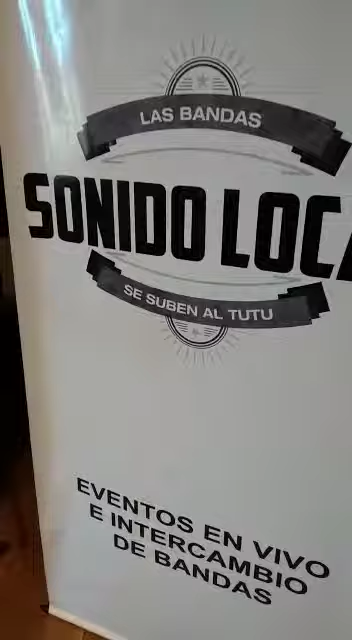 LAS BANDAS
SONIDO LOCA
SE SUBEN AL TUTU
EVENTOS EN VIVO
E INTERCAMBIO
DE BANDAS